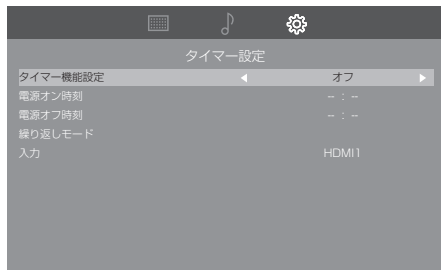 タイマー設定
タイマー機能設定 オフ
電源オン時刻 -- : --
電源オフ時刻 -- : --
繰り返しモード
入力 HDMI1